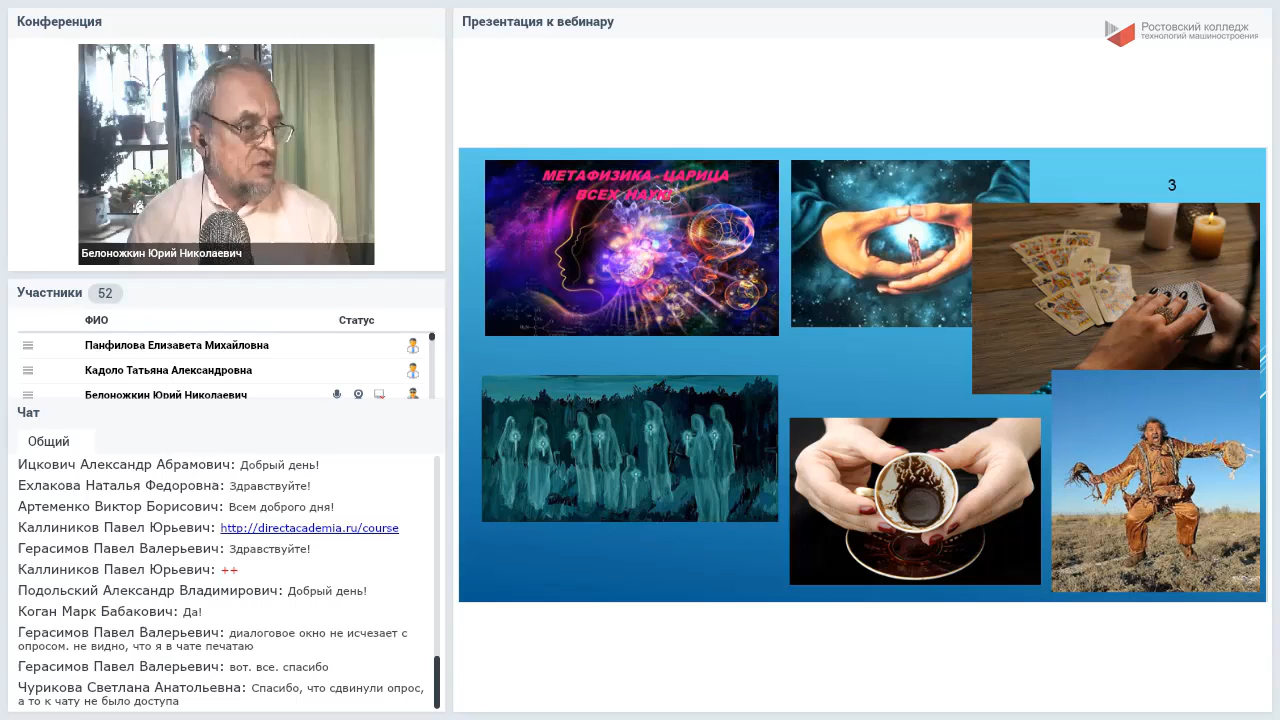 Конференция
Белоножкин Юрий Николаевич
Участники 52
ФИО Статус
Панфилова Елизавета Михайловна
Кадоло Татьяна Александровна
Белоножкин Юрий Николаевич
Чат
Общий
Ицкович Александр Абрамович: Добрый день!
Ехлакова Наталья Федоровна: Здравствуйте!
Артеменко Виктор Борисович: Всем доброго дня!
Каллиников Павел Юрьевич: http://directacademia.ru/course
Герасимов Павел Валерьевич: Здравствуйте!
Каллиников Павел Юрьевич: ++
Подольский Александр Владимирович: Добрый день!
Коган Марк Бабакович: Да!
Герасимов Павел Валерьевич: диалоговое окно не исчезает с
опросом. не видно, что я в чате печатаю
Герасимов Павел Валерьевич: вот. все. спасибо
Чурикова Светлана Анатольевна: Спасибо, что сдвинули опрос,
а то к чату не было доступа
Презентация к вебинару
Ростовский колледж
технологий машиностроения
МЕТАФИЗИКА - ЦАРИЦА
ВСЕХ НАУК
3